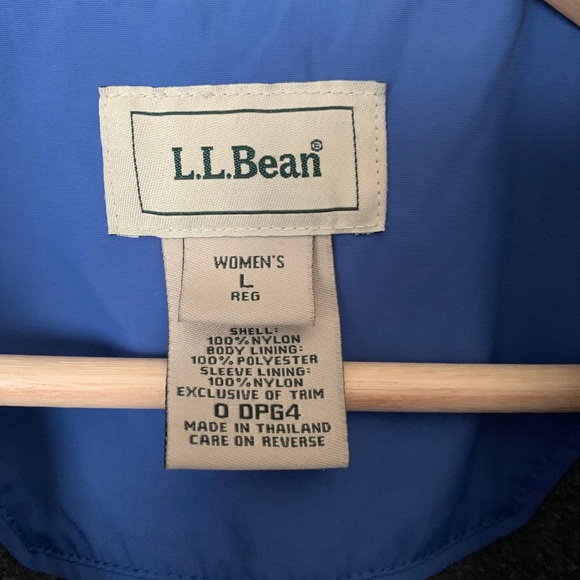 L.L.Bean®
WOMEN'S
L
REG
SHELL:
100% NYLON
BODY LINING:
100% POLYESTER
SLEEVE LINING:
100% NYLON
EXCLUSIVE OF TRIM
0 DPG4
MADE IN THAILAND
CARE ON REVERSE